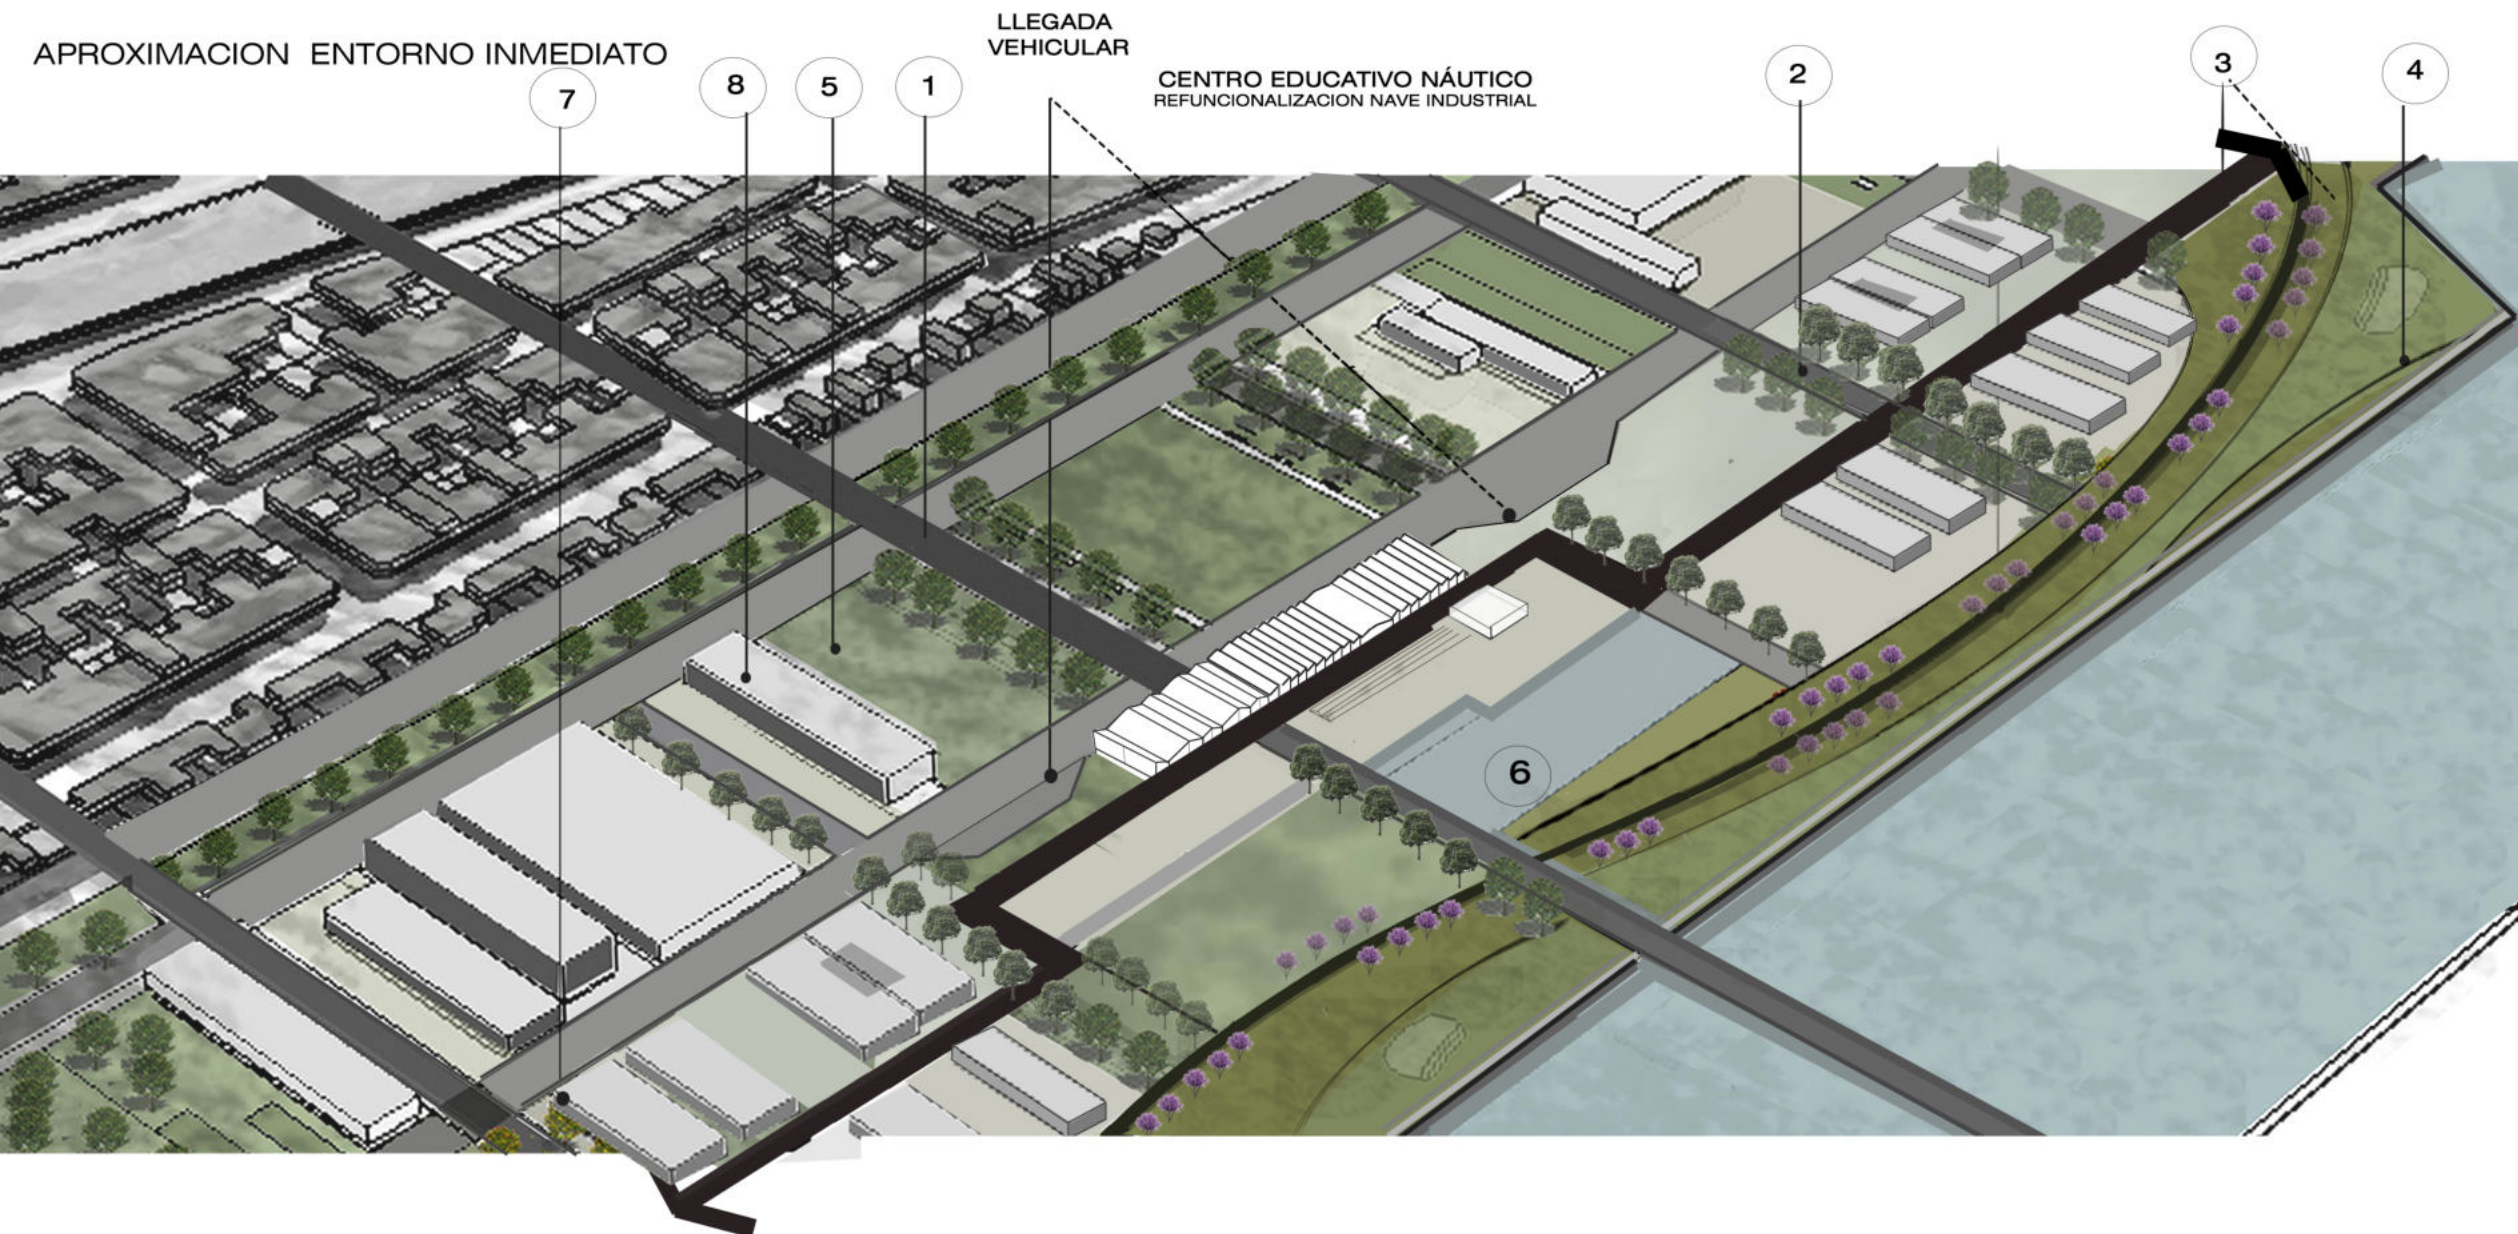 APROXIMACION ENTORNO INMEDIATO
LLEGADA
VEHICULAR
CENTRO EDUCATIVO NÁUTICO
REFUNCIONALIZACION NAVE INDUSTRIAL
7
8
5
1
2
3
4
6